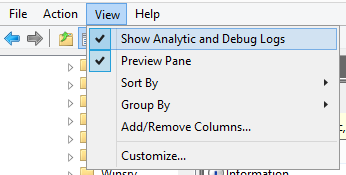 File Action View Help
Show Analytic and Debug Logs
Preview Pane
Sort By
Group By
Add/Remove Columns...
Customize...
Information